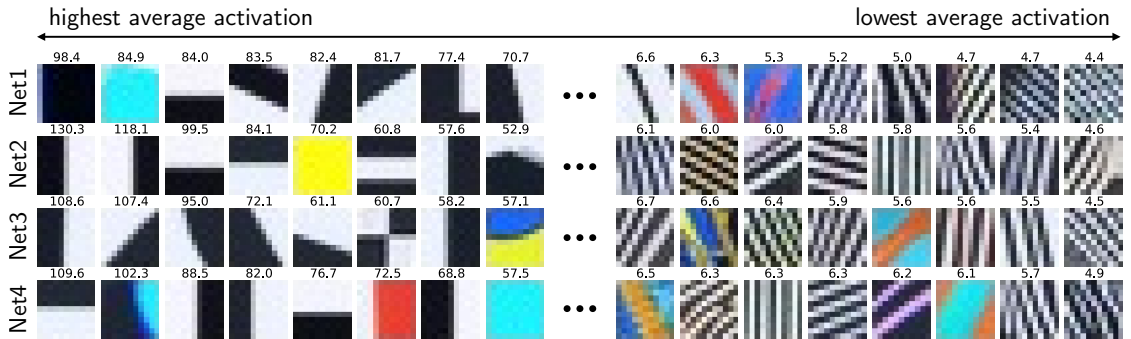 highest average activation lowest average activation
98.4 84.9 84.0 83.5 82.4 81.7 77.4 70.7 6.6 6.3 5.3 5.2 5.0 4.7 4.7 4.4
Net1 •••
130.3 118.1 99.5 84.1 70.2 60.8 57.6 52.9 6.1 6.0 6.0 5.8 5.8 5.6 5.4 4.6
Net2 •••
108.6 107.4 95.0 72.1 61.1 60.7 58.2 57.1 6.7 6.6 6.4 5.9 5.6 5.6 5.5 4.5
Net3 •••
109.6 102.3 88.5 82.0 76.7 72.5 68.8 57.5 6.5 6.3 6.3 6.3 6.2 6.1 5.7 4.9
Net4 •••